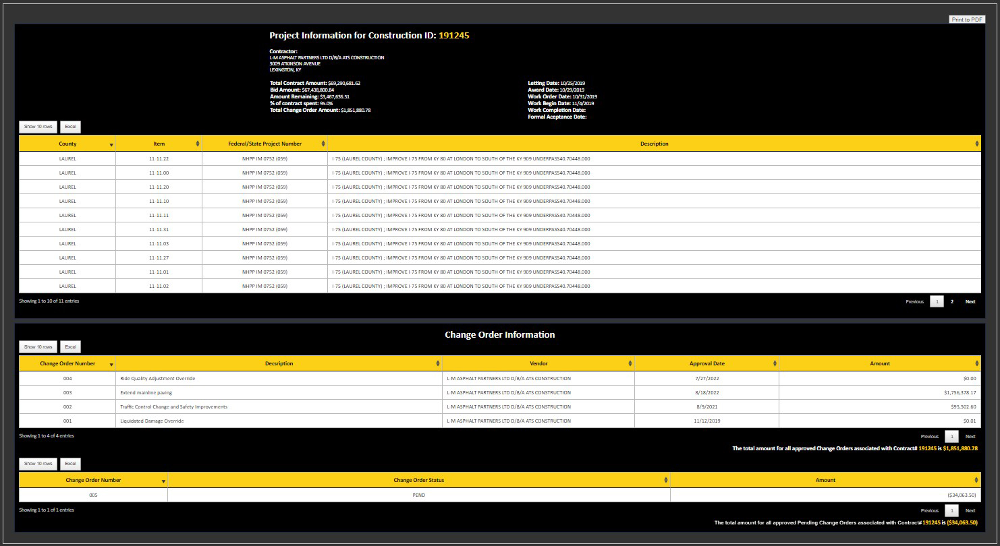 Print to PDF
Project Information for Construction ID: 191245
Contractor:
L-M ASPHALT PARTNERS LTD D/B/A ATS CONSTRUCTION
3009 ATKINSON AVENUE
LEXINGTON, KY
Total Contract Amount: $69,290,681.62
Bid Amount: $67,438,800.84
Amount Remaining: $3,467,636.51
% of contract spent: 95.0%
Total Change Order Amount: $1,851,880.78
Letting Date: 10/25/2019
Award Date: 10/29/2019
Work Order Date: 10/31/2019
Work Begin Date: 11/4/2019
Work Completion Date:
Formal Aceptance Date:
Show 10 rows Excel
County Item Federal/State Project Number Description
LAUREL 11 11.22 NHPP IM 0752 (059) I 75 (LAUREL COUNTY) ; IMPROVE I 75 FROM KY 80 AT LONDON TO SOUTH OF THE KY 909 UNDERPASS40.70448.000
LAUREL 11 11.00 NHPP IM 0752 (059) I 75 (LAUREL COUNTY) ; IMPROVE I 75 FROM KY 80 AT LONDON TO SOUTH OF THE KY 909 UNDERPASS40.70448.000
LAUREL 11 11.20 NHPP IM 0752 (059) I 75 (LAUREL COUNTY) ; IMPROVE I 75 FROM KY 80 AT LONDON TO SOUTH OF THE KY 909 UNDERPASS40.70448.000
LAUREL 11 11.10 NHPP IM 0752 (059) I 75 (LAUREL COUNTY) ; IMPROVE I 75 FROM KY 80 AT LONDON TO SOUTH OF THE KY 909 UNDERPASS40.70448.000
LAUREL 11 11.11 NHPP IM 0752 (059) I 75 (LAUREL COUNTY) ; IMPROVE I 75 FROM KY 80 AT LONDON TO SOUTH OF THE KY 909 UNDERPASS40.70448.000
LAUREL 11 11.31 NHPP IM 0752 (059) I 75 (LAUREL COUNTY) ; IMPROVE I 75 FROM KY 80 AT LONDON TO SOUTH OF THE KY 909 UNDERPASS40.70448.000
LAUREL 11 11.03 NHPP IM 0752 (059) I 75 (LAUREL COUNTY) ; IMPROVE I 75 FROM KY 80 AT LONDON TO SOUTH OF THE KY 909 UNDERPASS40.70448.000
LAUREL 11 11.27 NHPP IM 0752 (059) I 75 (LAUREL COUNTY) ; IMPROVE I 75 FROM KY 80 AT LONDON TO SOUTH OF THE KY 909 UNDERPASS40.70448.000
LAUREL 11 11.01 NHPP IM 0752 (059) I 75 (LAUREL COUNTY) ; IMPROVE I 75 FROM KY 80 AT LONDON TO SOUTH OF THE KY 909 UNDERPASS40.70448.000
LAUREL 11 11.02 NHPP IM 0752 (059) I 75 (LAUREL COUNTY) ; IMPROVE I 75 FROM KY 80 AT LONDON TO SOUTH OF THE KY 909 UNDERPASS40.70448.000
Showing 1 to 10 of 11 entries Previous 1 2 Next
Change Order Information
Show 10 rows Excel
Change Order Number Decsription Vendor Approval Date Amount
004 Ride Quality Adjustment Override L M ASPHALT PARTNERS LTD D/B/A ATS CONSTRUCTION 7/27/2022 $0.00
003 Extend mainline paving L M ASPHALT PARTNERS LTD D/B/A ATS CONSTRUCTION 8/18/2022 $1,756,378.17
002 Traffic Control Change and Safety Improvements L M ASPHALT PARTNERS LTD D/B/A ATS CONSTRUCTION 8/9/2021 $95,502.60
001 Liquidated Damage Override L M ASPHALT PARTNERS LTD D/B/A ATS CONSTRUCTION 11/12/2019 $0.01
Showing 1 to 4 of 4 entries Previous 1 Next
The total amount for all approved Change Orders associated with Contract# 191245 is $1,851,880.78
Show 10 rows Excel
Change Order Number Change Order Status Amount
005 PEND ($34,063.50)
Showing 1 to 1 of 1 entries Previous 1 Next
The total amount for all approved Pending Change Orders associated with Contract# 191245 is ($34,063.50)